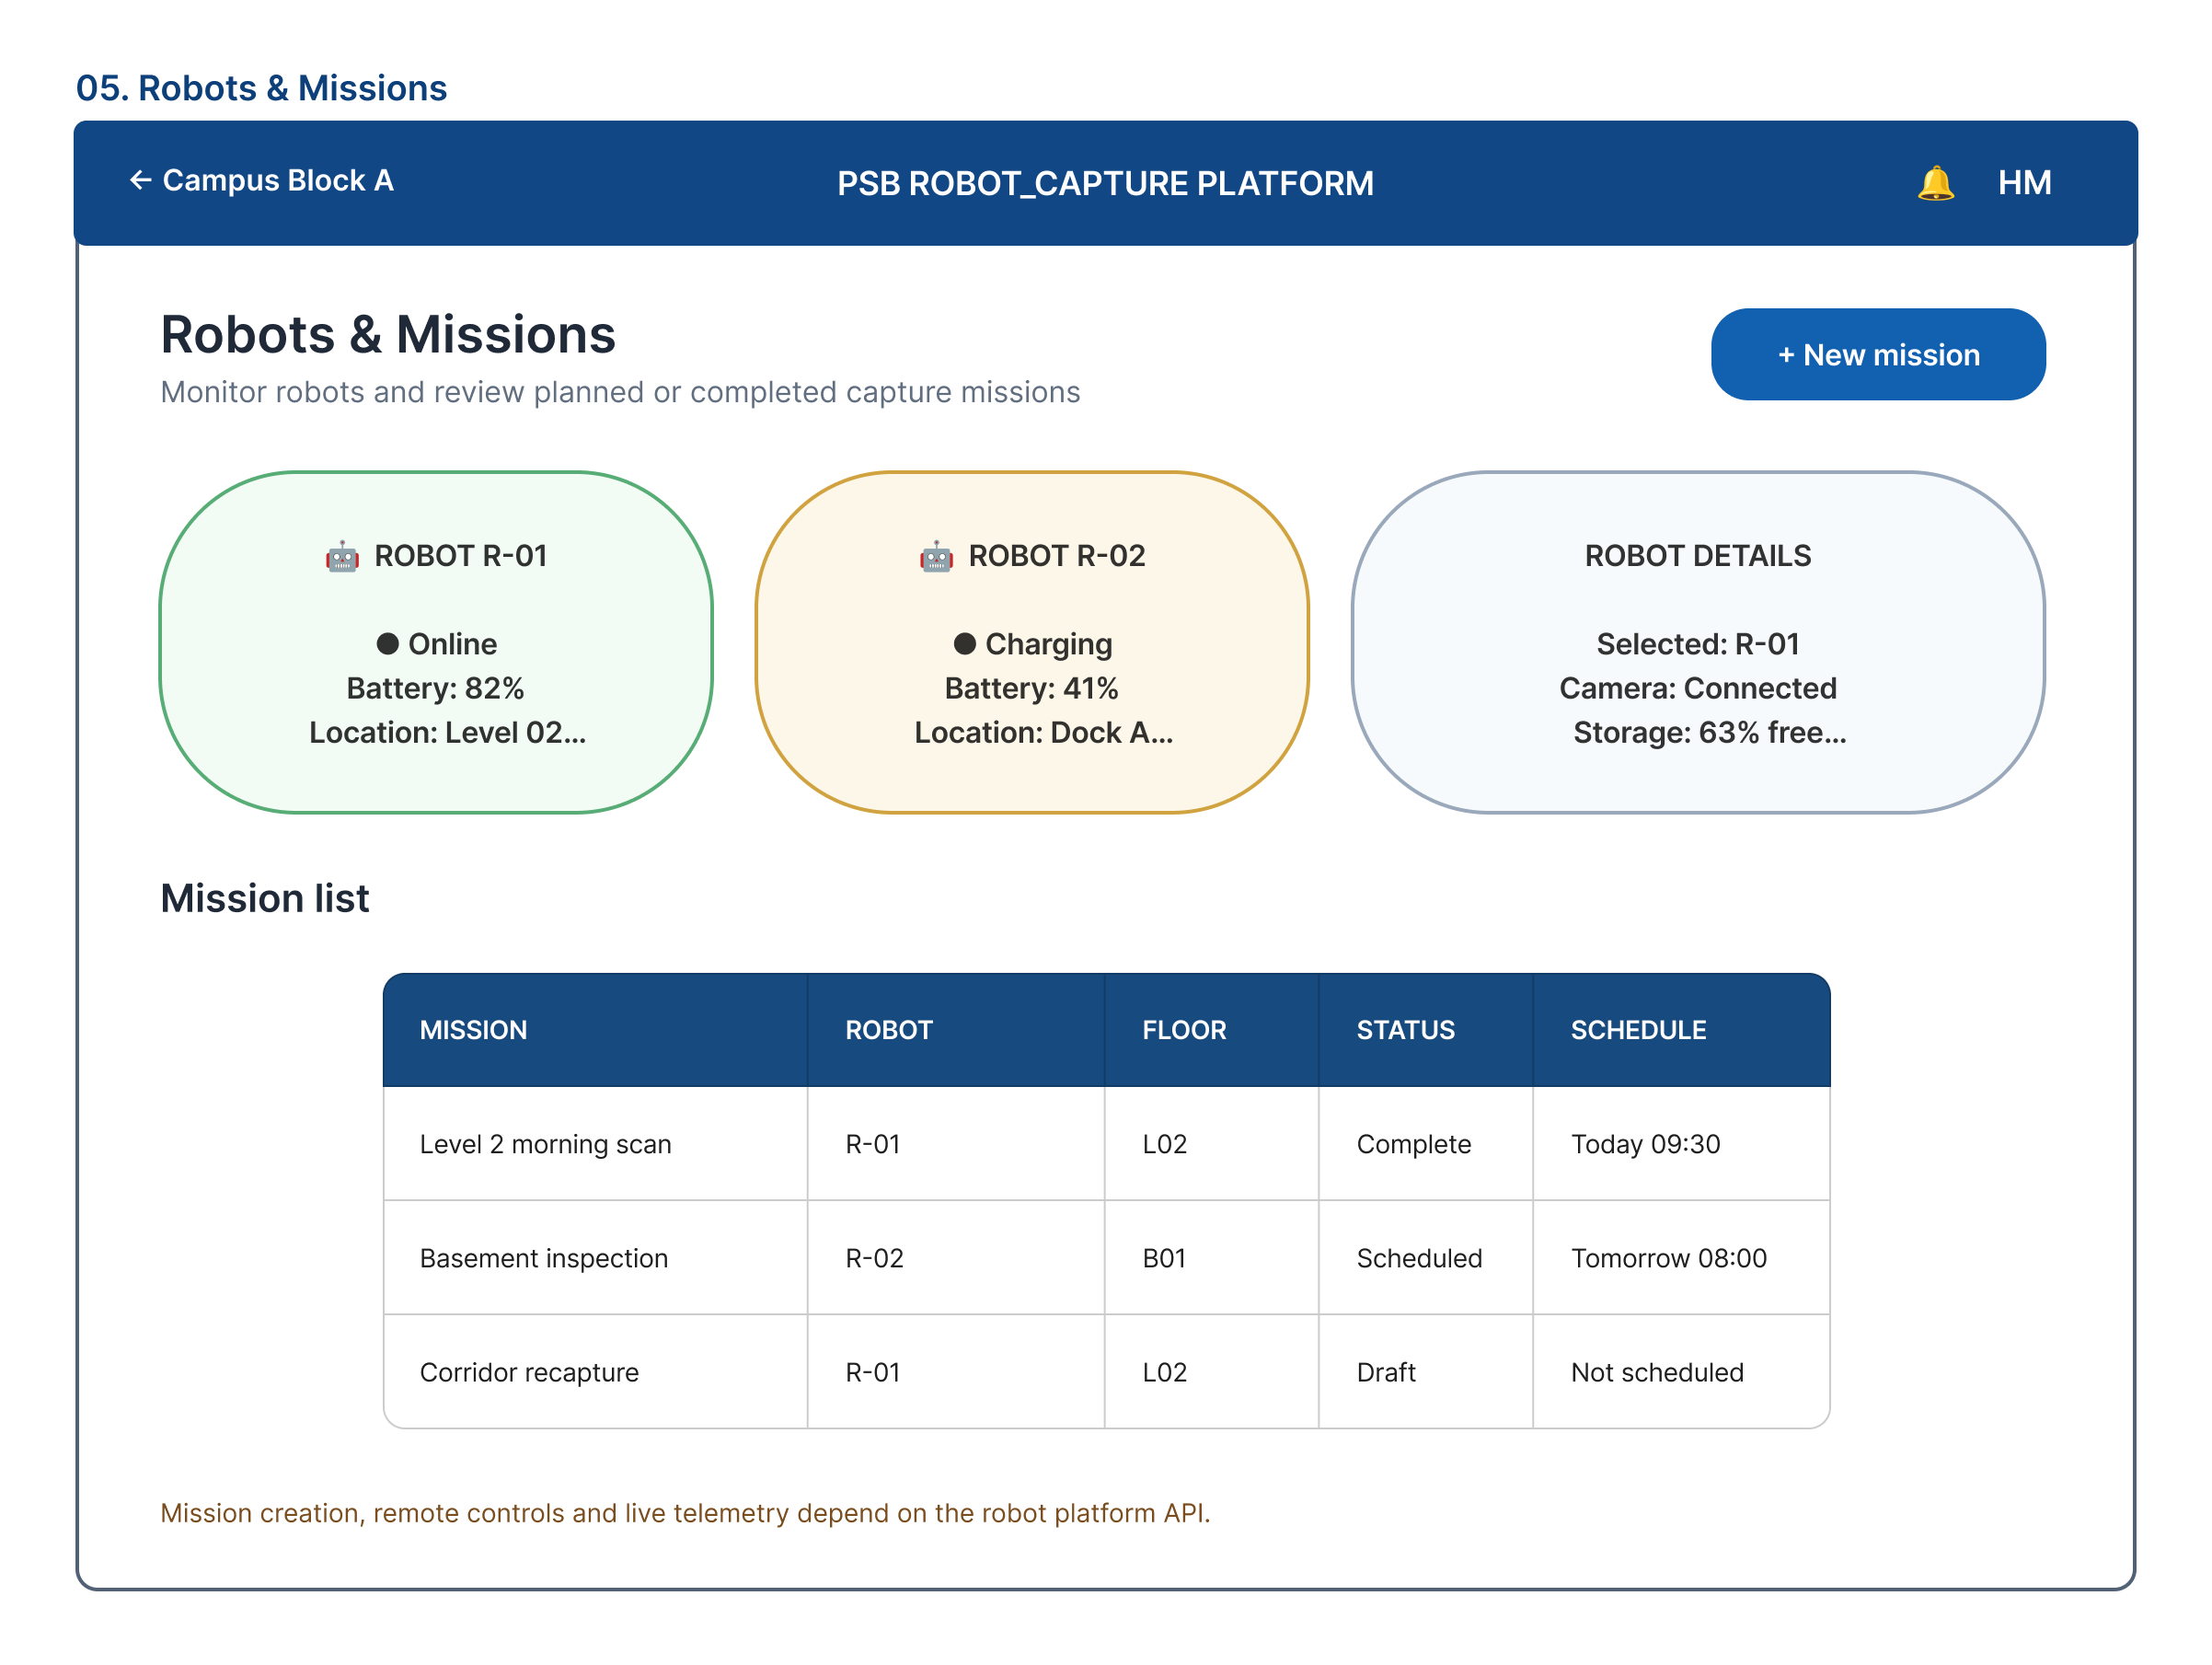 05. Robots & Missions
← Campus Block A
PSB ROBOT_CAPTURE PLATFORM
HM
Robots & Missions
Monitor robots and review planned or completed capture missions
+ New mission
ROBOT R-01
● Online
Battery: 82%
Location: Level 02...
ROBOT R-02
● Charging
Battery: 41%
Location: Dock A...
ROBOT DETAILS
Selected: R-01
Camera: Connected
Storage: 63% free...
Mission list
MISSION ROBOT FLOOR STATUS SCHEDULE
Level 2 morning scan R-01 L02 Complete Today 09:30
Basement inspection R-02 B01 Scheduled Tomorrow 08:00
Corridor recapture R-01 L02 Draft Not scheduled
Mission creation, remote controls and live telemetry depend on the robot platform API.